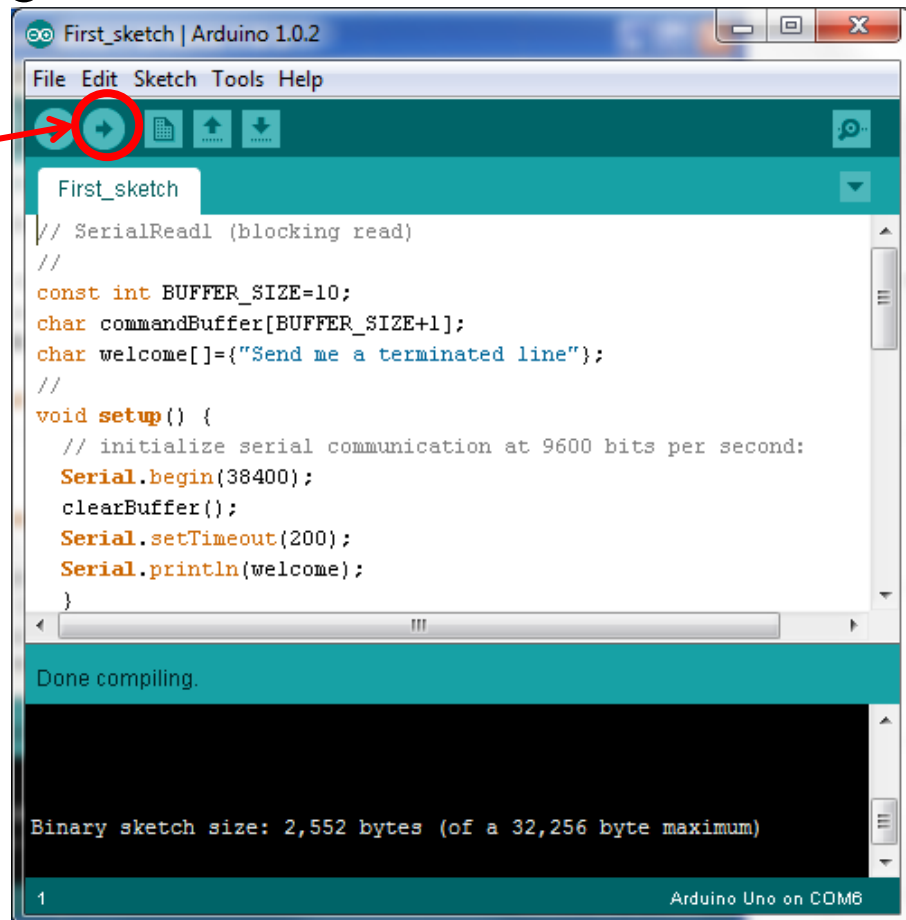 First_sketch | Arduino 1.0.2
File Edit Sketch Tools Help
First_sketch
// SerialRead1 (blocking read)
//
const int BUFFER_SIZE=10;
char commandBuffer[BUFFER_SIZE+1];
char welcome[]={"Send me a terminated line"};
//
void setup() {
// initialize serial communication at 9600 bits per second:
Serial.begin(38400);
clearBuffer();
Serial.setTimeout(200);
Serial.println(welcome);
}
Done compiling.
Binary sketch size: 2,552 bytes (of a 32,256 byte maximum)
1
Arduino Uno on COM6